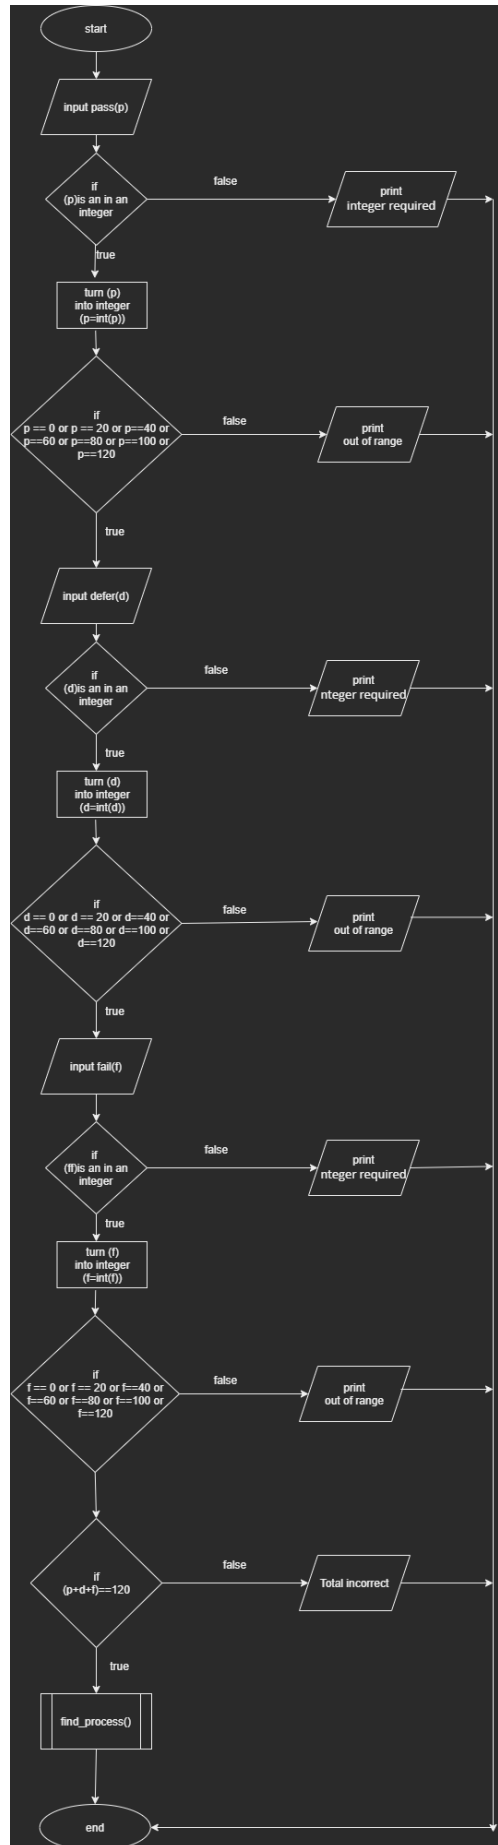 start
input pass(p)
if
(p)is an in an
integer
false
print
integer required
true
turn (p)
into integer
(p=int(p))
if
p == 0 or p == 20 or p==40 or
p==60 or p==80 or p==100 or
p==120
false
print
out of range
true
input defer(d)
if
(d)is an in an
integer
false
print
nteger required
true
turn (d)
into integer
(d=int(d))
if
d == 0 or d == 20 or d==40 or
d==60 or d==80 or d==100 or
d==120
false
print
out of range
true
input fail(f)
if
(ff)is an in an
integer
false
print
nteger required
true
turn (f)
into integer
(f=int(f))
if
f == 0 or f == 20 or f==40 or
f==60 or f==80 or f==100 or
f==120
false
print
out of range
if
(p+d+f)==120
false
Total incorrect
true
find_process()
end